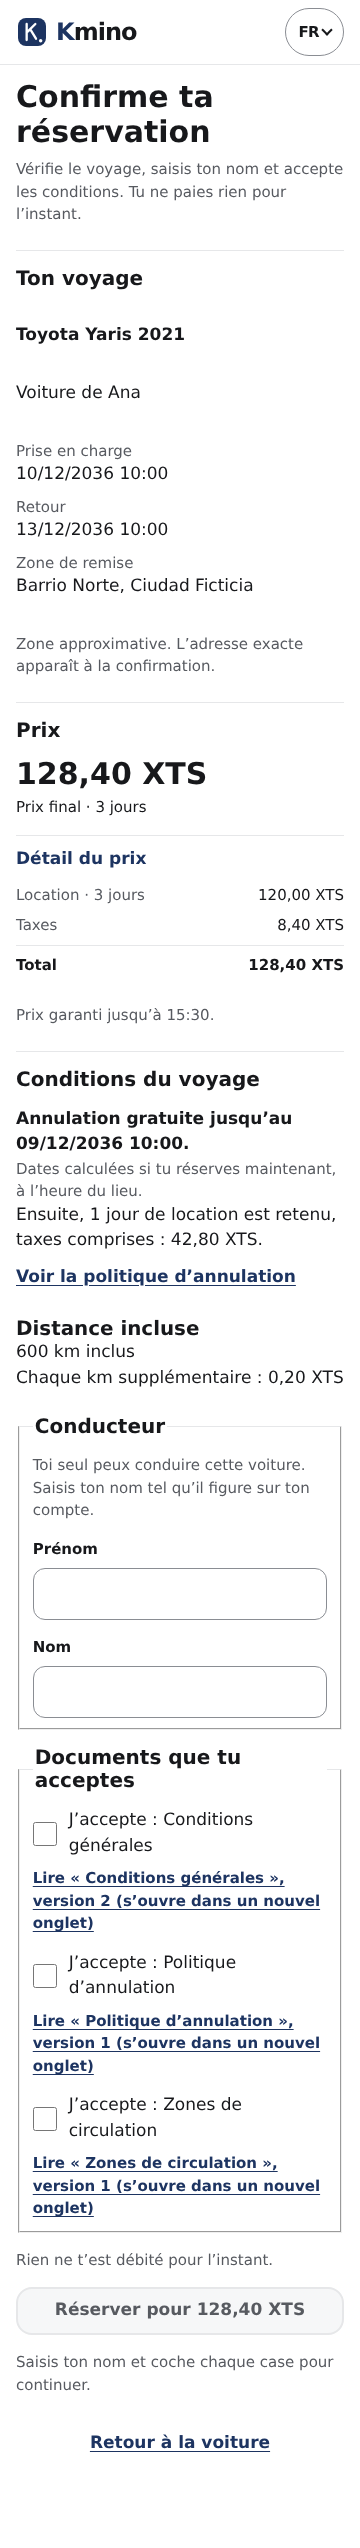 Kmino
FR
Confirme ta
réservation
Vérifie le voyage, saisis ton nom et accepte
les conditions. Tu ne paies rien pour
l’instant.
Ton voyage
Toyota Yaris 2021
Voiture de Ana
Prise en charge
10/12/2036 10:00
Retour
13/12/2036 10:00
Zone de remise
Barrio Norte, Ciudad Ficticia
Zone approximative. L’adresse exacte
apparaît à la confirmation.
Prix
128,40 XTS
Prix final · 3 jours
Détail du prix
Location · 3 jours 120,00 XTS
Taxes 8,40 XTS
Total 128,40 XTS
Prix garanti jusqu’à 15:30.
Conditions du voyage
Annulation gratuite jusqu’au
09/12/2036 10:00.
Dates calculées si tu réserves maintenant,
à l’heure du lieu.
Ensuite, 1 jour de location est retenu,
taxes comprises : 42,80 XTS.
Voir la politique d’annulation
Distance incluse
600 km inclus
Chaque km supplémentaire : 0,20 XTS
Conducteur
Toi seul peux conduire cette voiture.
Saisis ton nom tel qu’il figure sur ton
compte.
Prénom
Nom
Documents que tu
acceptes
J’accepte : Conditions
générales
Lire « Conditions générales »,
version 2 (s’ouvre dans un nouvel
onglet)
J’accepte : Politique
d’annulation
Lire « Politique d’annulation »,
version 1 (s’ouvre dans un nouvel
onglet)
J’accepte : Zones de
circulation
Lire « Zones de circulation »,
version 1 (s’ouvre dans un nouvel
onglet)
Rien ne t’est débité pour l’instant.
Réserver pour 128,40 XTS
Saisis ton nom et coche chaque case pour
continuer.
Retour à la voiture